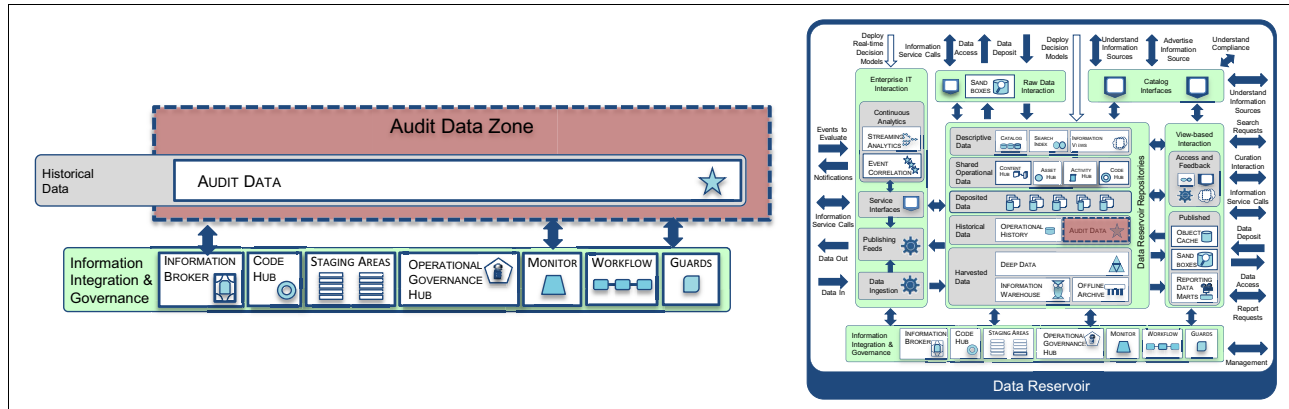 Audit Data Zone
Historical
Data
AUDIT DATA
Information
Integration &
Governance
INFORMATION
BROKER
CODE
HUB
STAGING AREAS
OPERATIONAL
GOVERNANCE
HUB
MONITOR
WORKFLOW
GUARDS
Deploy
Real-time
Decision
Models
Information
Service Calls
Data
Access
Data
Deposit
Deploy
Decision
Models
Understand
Information
Sources
Advertise
Information
Source
Understand
Compliance
Enterprise IT
Interaction
SAND
BOXES
Raw Data
Interaction
Catalog
Interfaces
Understand
Information
Sources
Continuous
Analytics
STREAMING
ANALYTICS
EVENT
CORRELATION
Events to
Evaluate
Notifications
Descriptive
Data
CATALOG
SEARCH
INDEX
INFORMATION
VIEWS
Shared
Operational
Data
CONTENT
HUB
ASSET
HUB
ACTIVITY
HUB
CODE
HUB
Deposited
Data
Historical
Data
OPERATIONAL
HISTORY
AUDIT DATA
Harvested
Data
DEEP DATA
INFORMATION
WAREHOUSE
OFFLINE
ARCHIVE
Data Reservoir Repositories
View-based
Interaction
Access and
Feedback
Search
Requests
Curation
Interaction
Information
Service Calls
Published
OBJECT
CACHE
SAND
BOXES
REPORTING
DATA
MARTS
Data
Deposit
Data
Access
Report
Requests
Service
Interfaces
Information
Service Calls
Publishing
Feeds
Data Out
Data
Ingestion
Data In
Information
Integration &
Governance
INFORMATION
BROKER
CODE
HUB
STAGING AREAS
OPERATIONAL
GOVERNANCE
HUB
MONITOR
WORKFLOW
GUARDS
Management
Data Reservoir